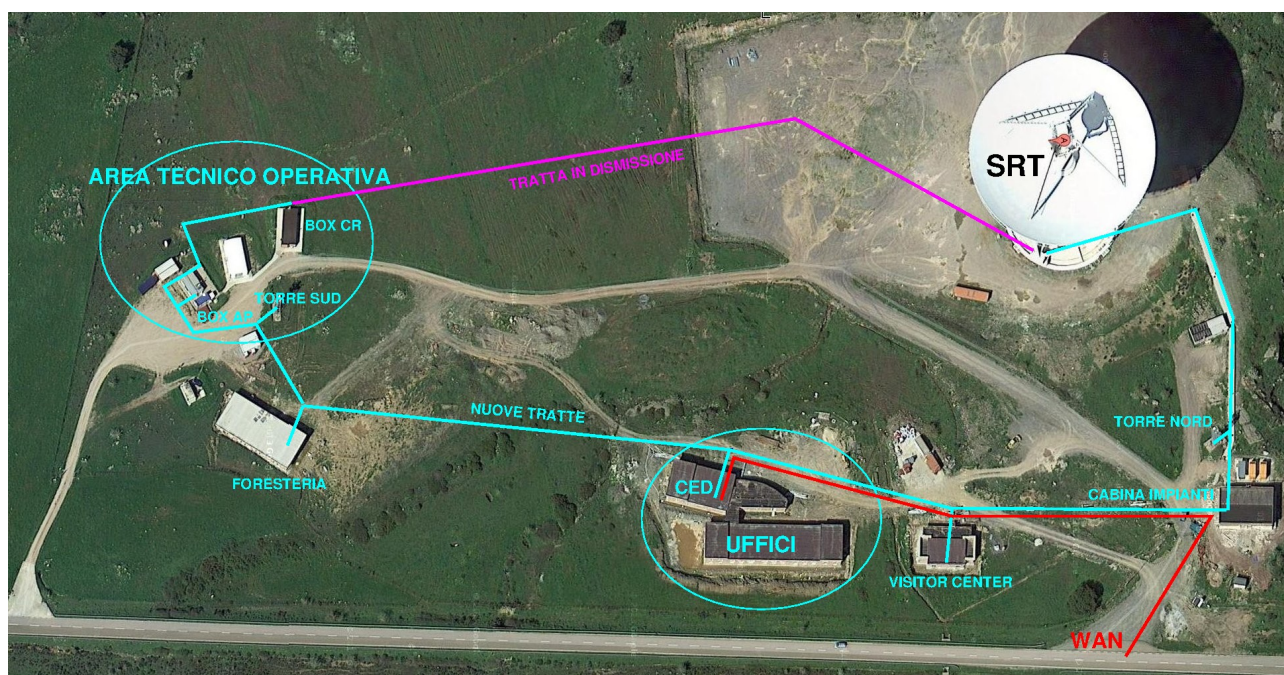 SRT
TRATTA IN DISMISSIONE
AREA TECNICO OPERATIVA
BOX CR
TORRE SUD
BOX AP
NUOVE TRATTE
TORRE NORD
FORESTERIA
CED
CABINA IMPIANTI
UFFICI
VISITOR CENTER
WAN